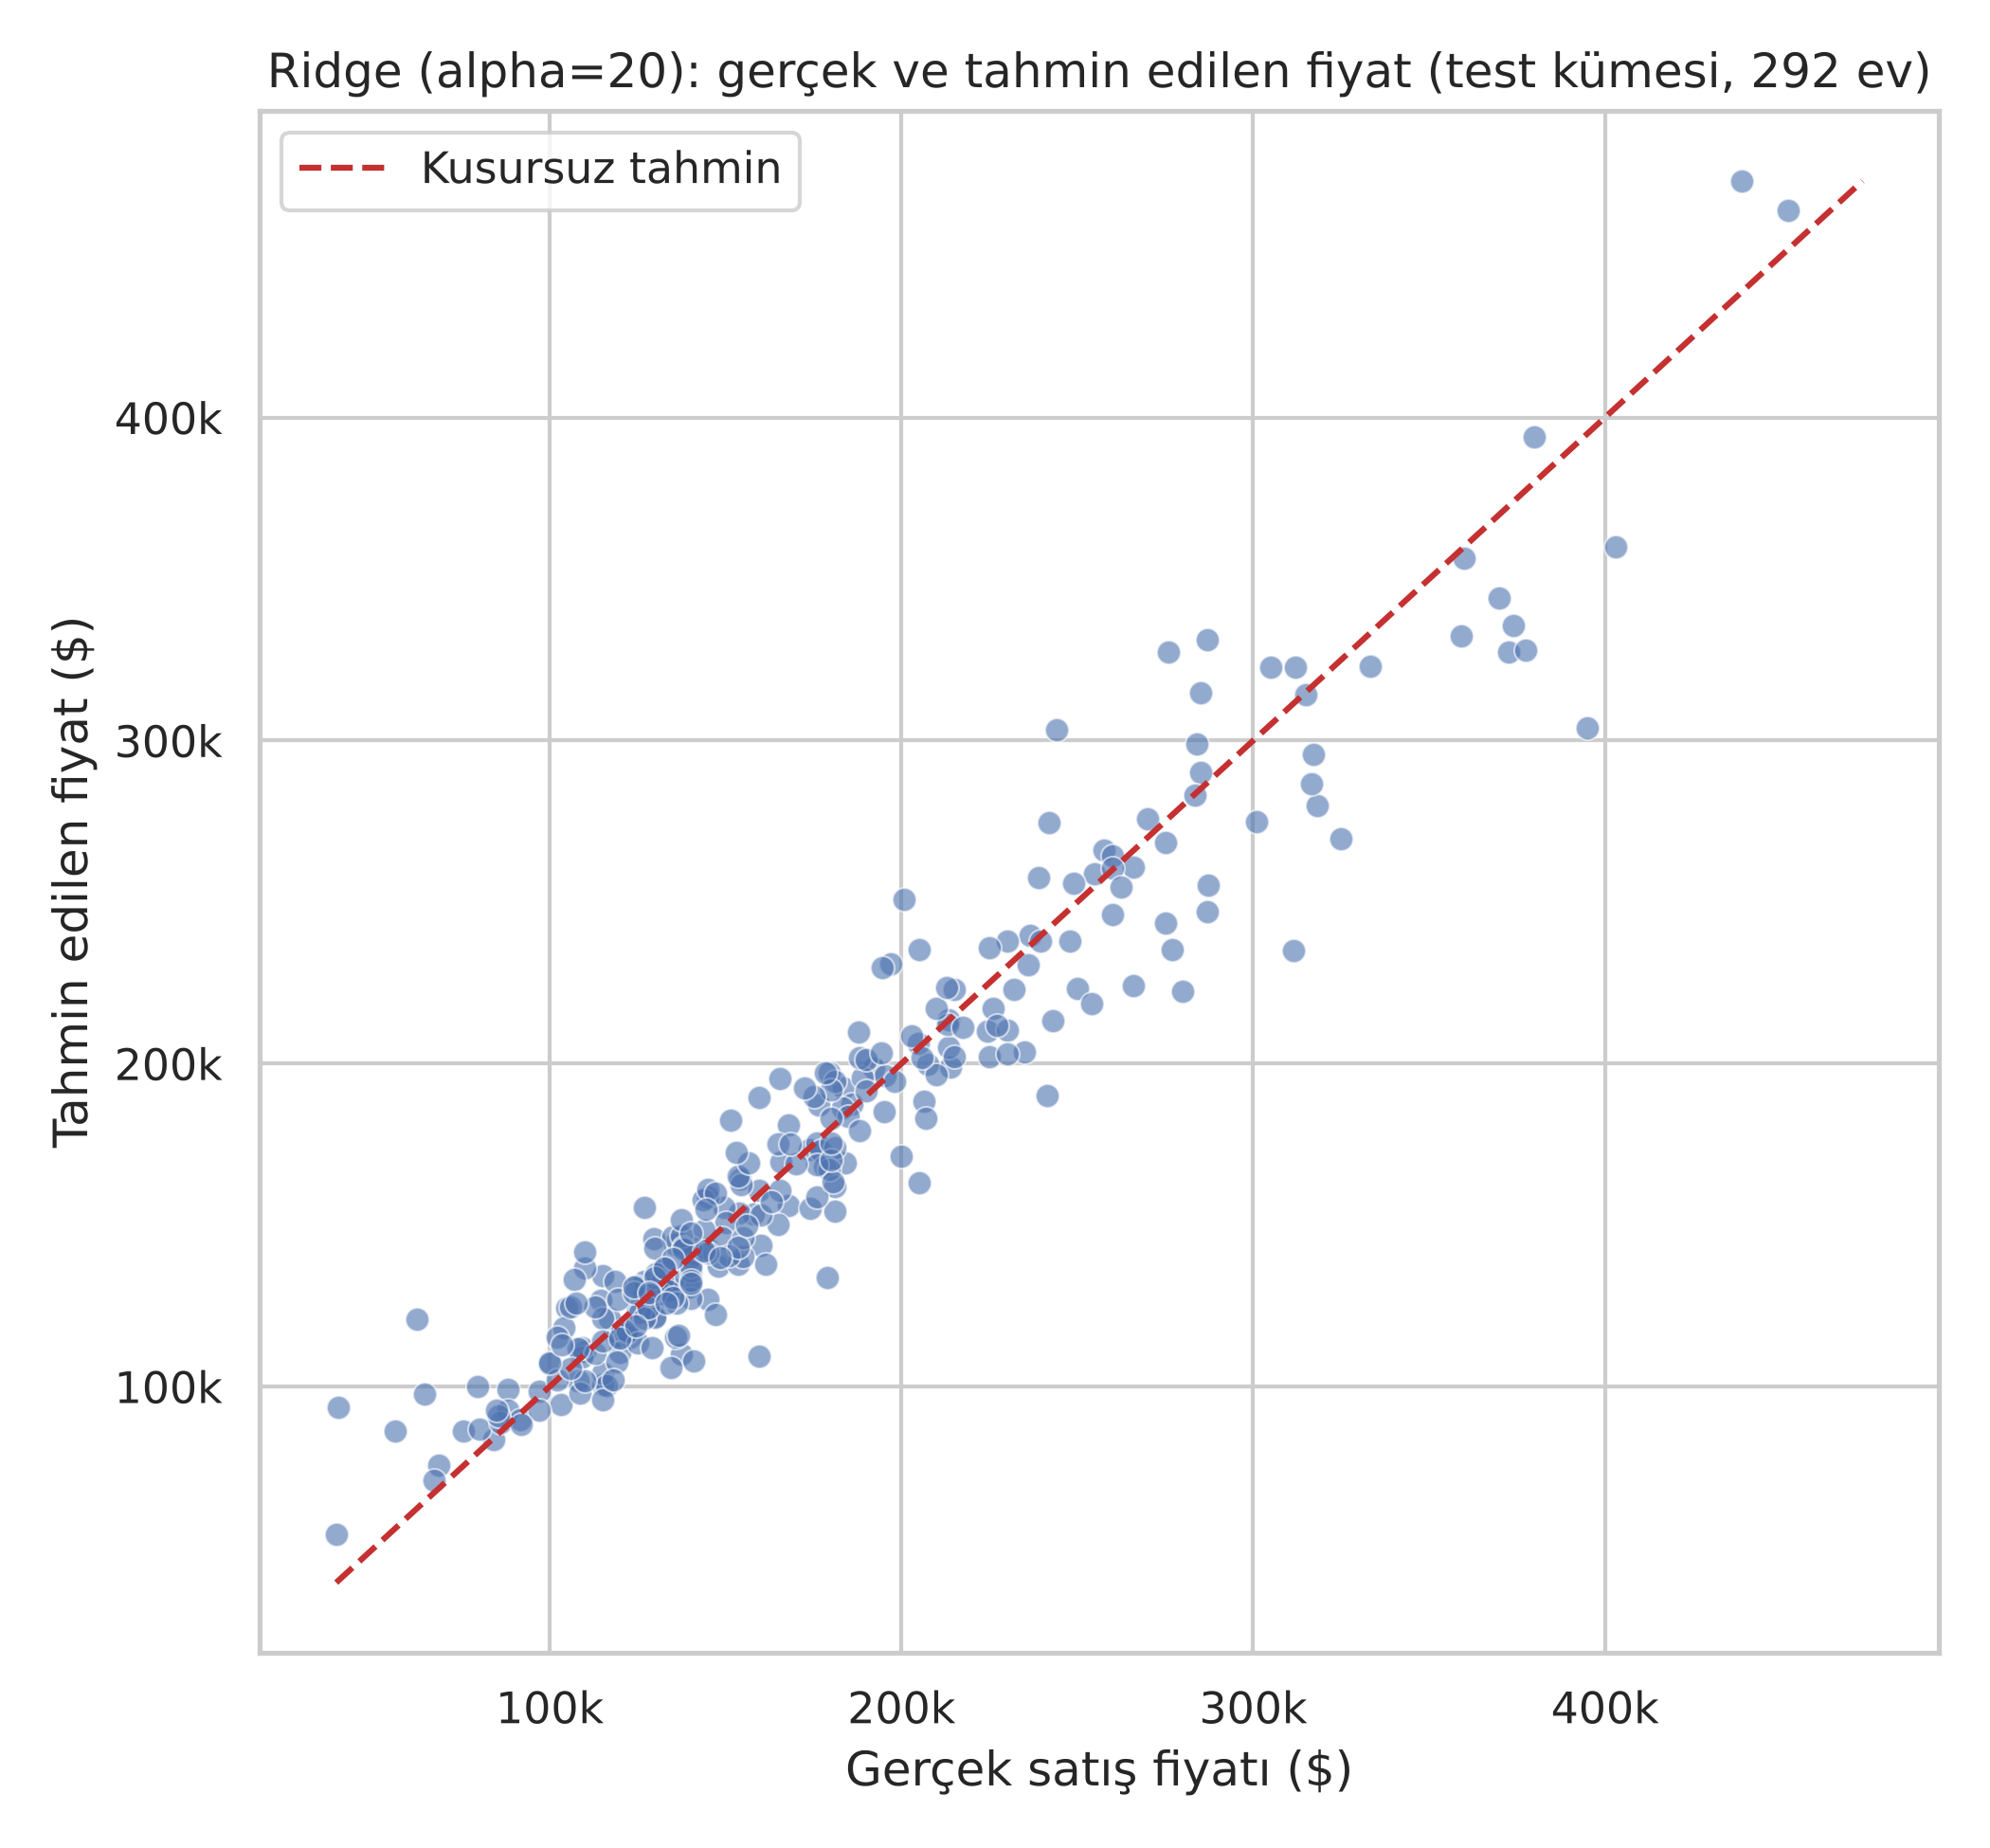 Ridge (alpha=20): gerçek ve tahmin edilen fiyat (test kümesi, 292 ev)
Kusursuz tahmin
Tahmin edilen fiyat ($)
400k
300k
200k
100k
100k 200k 300k 400k
Gerçek satış fiyatı ($)